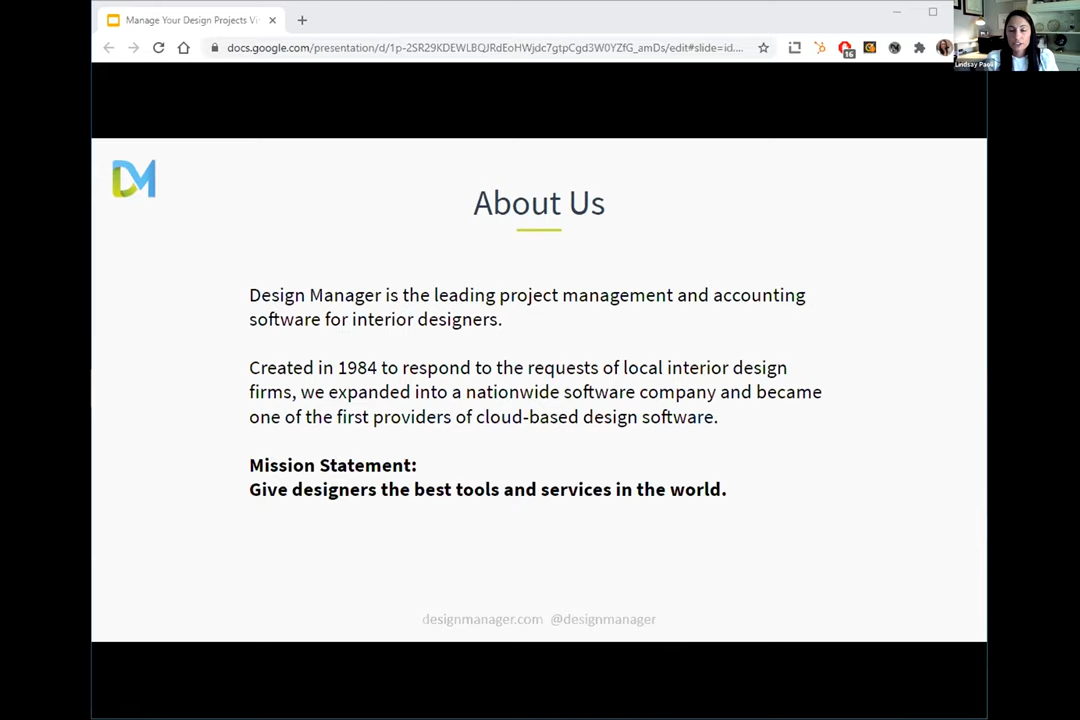 Manage Your Design Projects Vi
docs.google.com/presentation/d/1p-2SR29KDEWLBQJRdEoHWjdc7gtpCgd3W0YZfG_amDs/edit#slide=id....
16
DM
About Us
Design Manager is the leading project management and accounting
software for interior designers.
Created in 1984 to respond to the requests of local interior design
firms, we expanded into a nationwide software company and became
one of the first providers of cloud-based design software.
Mission Statement:
Give designers the best tools and services in the world.
designmanager.com @designmanager
Lindsay